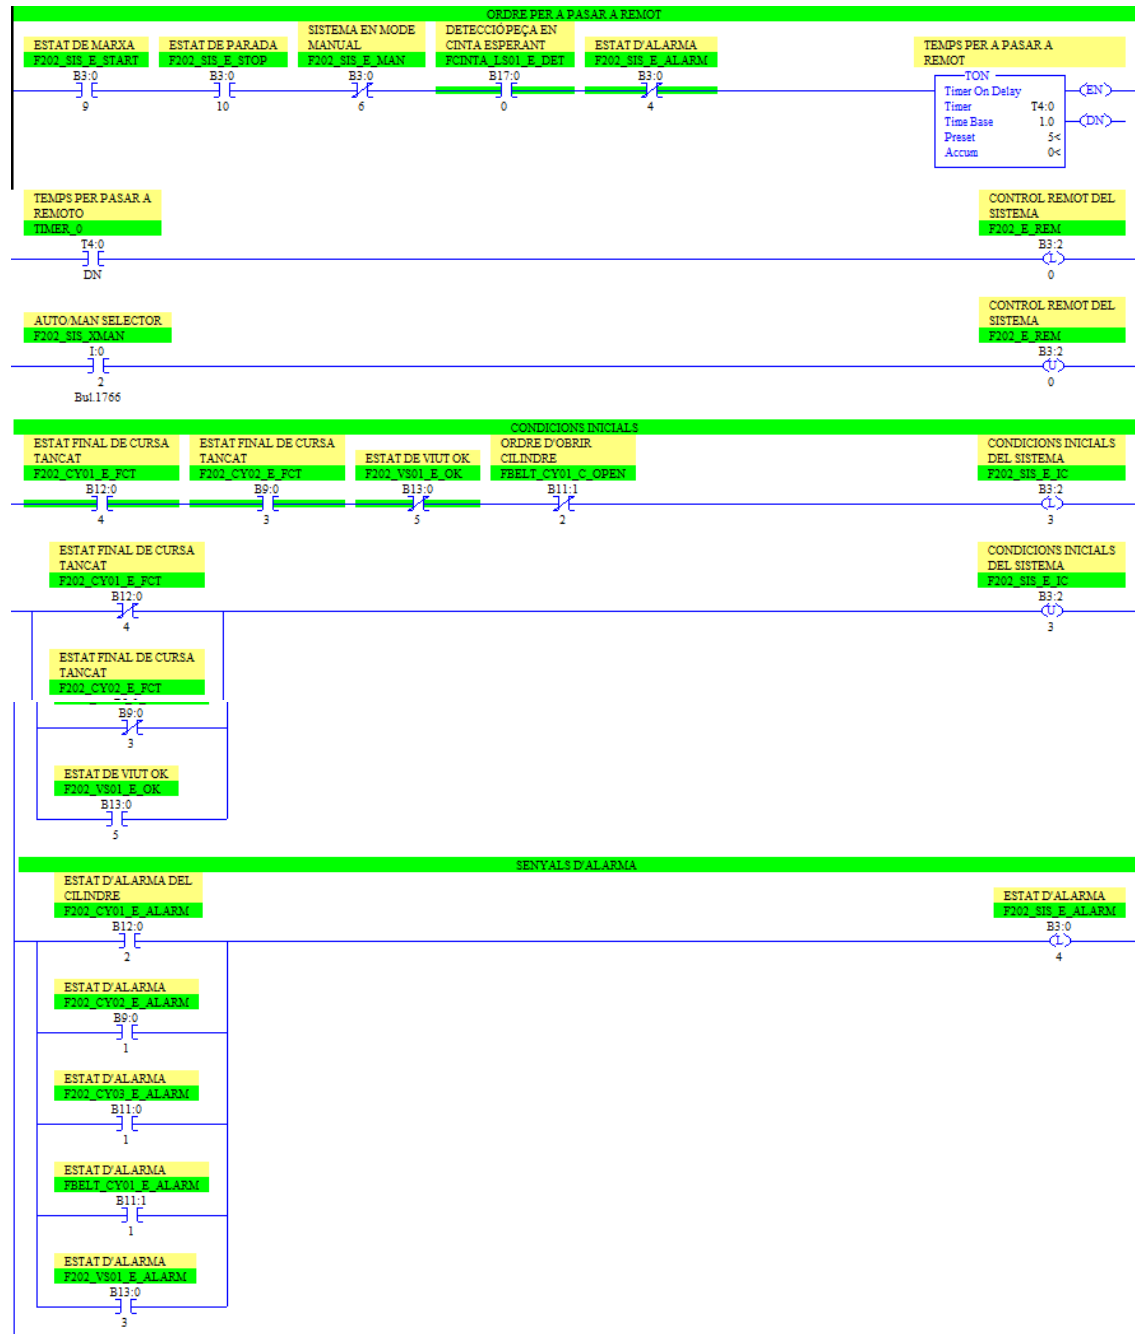 ORDRE PER A PASAR A REMOT
ESTAT DE MARXA
F202_SIS_E_START
B3:0
9
ESTAT DE PARADA
F202_SIS_E_STOP
B3:0
10
SISTEMA EN MODE
MANUAL
F202_SIS_E_MAN
B3:0
6
DETECCIÓ PEÇA EN
CINTA ESPERANT
FCINTA_LS01_E_DET
B17:0
0
ESTAT D'ALARMA
F202_SIS_E_ALARM
B3:0
4
TEMPS PER A PASAR A
REMOT
TON
Timer On Delay
Timer T4:0
Time Base 1.0
Preset 5<
Accum 0<
EN
DN
TEMPS PER PASAR A
REMOTO
TIMER_0
T4:0
DN
CONTROL REMOT DEL
SISTEMA
F202_E_REM
B3:2
L
0
AUTO/MAN SELECTOR
F202_SIS_XMAN
I:0
2
Bul.1766
CONTROL REMOT DEL
SISTEMA
F202_E_REM
B3:2
U
0
CONDICIONS INICIALS
ESTAT FINAL DE CURSA
TANCAT
F202_CY01_E_FCT
B12:0
4
ESTAT FINAL DE CURSA
TANCAT
F202_CY02_E_FCT
B9:0
3
ESTAT DE VIUT OK
F202_VS01_E_OK
B13:0
5
ORDRE D'OBRIR
CILINDRE
FBELT_CY01_C_OPEN
B11:1
2
CONDICIONS INICIALS
DEL SISTEMA
F202_SIS_E_IC
B3:2
L
3
ESTAT FINAL DE CURSA
TANCAT
F202_CY01_E_FCT
B12:0
4
CONDICIONS INICIALS
DEL SISTEMA
F202_SIS_E_IC
B3:2
U
3
ESTAT FINAL DE CURSA
TANCAT
F202_CY02_E_FCT
B9:0
3
ESTAT DE VIUT OK
F202_VS01_E_OK
B13:0
5
SENYALS D'ALARMA
ESTAT D'ALARMA DEL
CILINDRE
F202_CY01_E_ALARM
B12:0
2
ESTAT D'ALARMA
F202_SIS_E_ALARM
B3:0
L
4
ESTAT D'ALARMA
F202_CY02_E_ALARM
B9:0
1
ESTAT D'ALARMA
F202_CY03_E_ALARM
B11:0
1
ESTAT D'ALARMA
FBELT_CY01_E_ALARM
B11:1
1
ESTAT D'ALARMA
F202_VS01_E_ALARM
B13:0
3